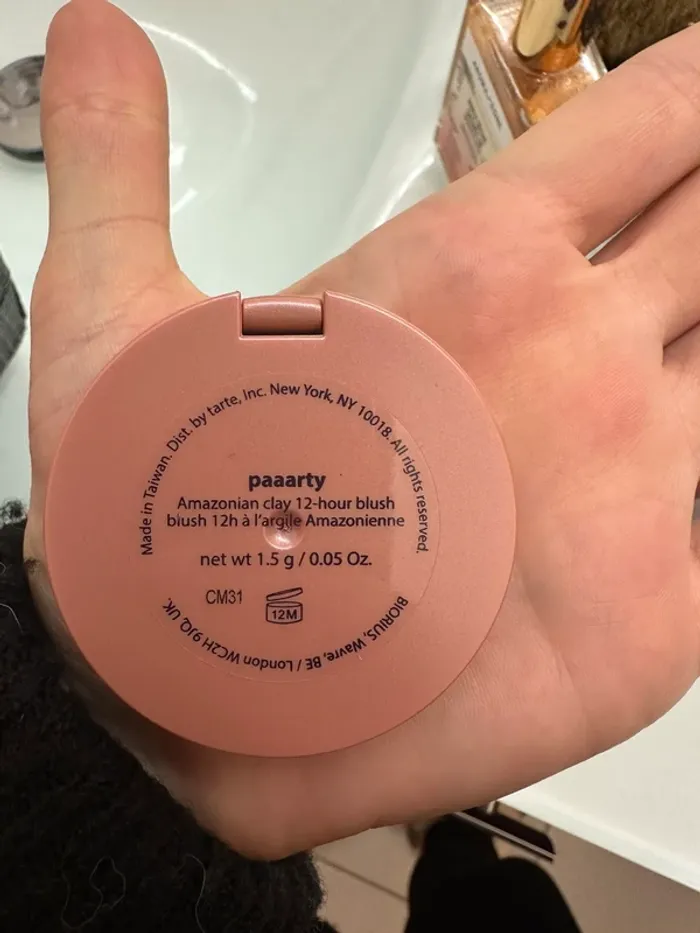 Made in Taiwan. Dist. by tarte, Inc. New York, NY 10018. All rights reserved.
paaarty
Amazonian clay 12-hour blush
blush 12h à l'argile Amazonienne
net wt 1.5 g / 0.05 Oz.
CM31
12M
BIORIUS, Wavre, BE / London WC2H 9JQ, UK.